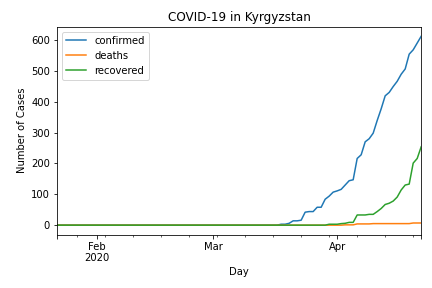 COVID-19 in Kyrgyzstan
confirmed
deaths
recovered
Number of Cases
600
500
400
300
200
100
0
Feb
2020
Mar
Apr
Day